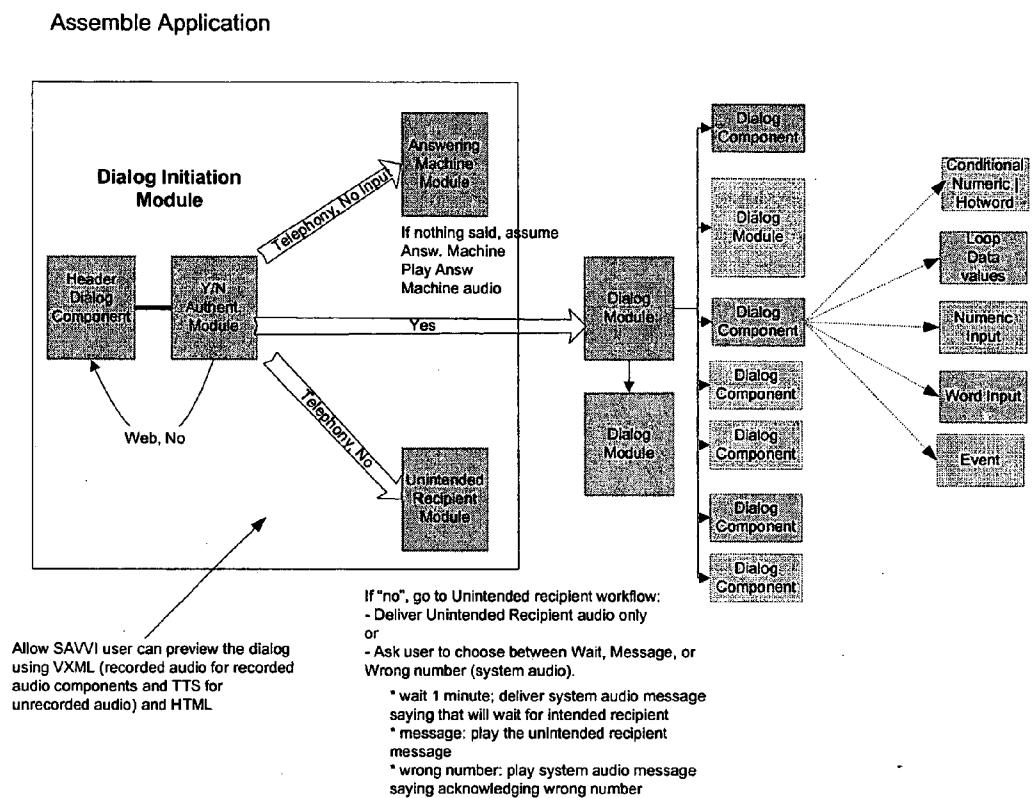 Assemble Application
Dialog Initiation
Module
Header
Dialog
Component
Y/N
Authent.
Module
Web, No
Telephony, No Input
Answering
Machine
Module
If nothing said, assume
Answ. Machine
Play Answ
Machine audio
Yes
Telephony, No
Unintended
Recipient
Module
Dialog
Module
Dialog
Module
Dialog
Component
Dialog
Module
Dialog
Component
Dialog
Component
Dialog
Component
Dialog
Component
Dialog
Component
Conditional
Numeric |
Hotword
Loop
Data
values
Numeric
Input
Word Input
Event
Allow SAVVI user can preview the dialog
using VXML (recorded audio for recorded
audio components and TTS for
unrecorded audio) and HTML
If "no", go to Unintended recipient workflow:
- Deliver Unintended Recipient audio only
or
- Ask user to choose between Wait, Message, or
Wrong number (system audio).
* wait 1 minute; deliver system audio message
saying that will wait for intended recipient
* message: play the unintended recipient
message
* wrong number: play system audio message
saying acknowledging wrong number